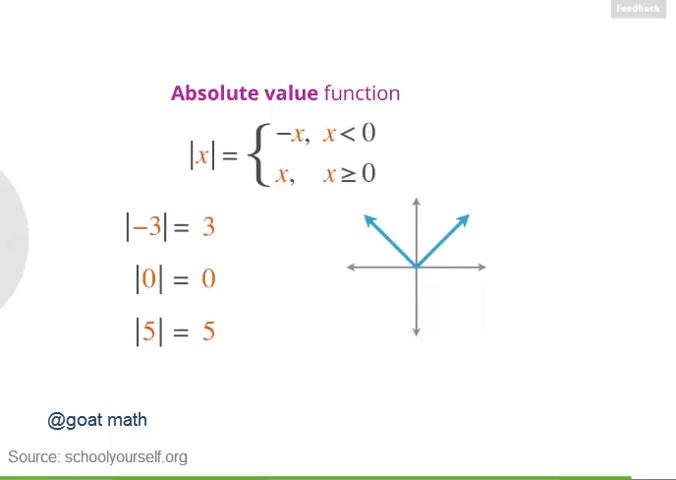 Feedback
Absolute value function
|x| = { −x, x < 0
x, x ≥ 0
|−3| = 3
|0| = 0
|5| = 5
@goat math
Source: schoolyourself.org